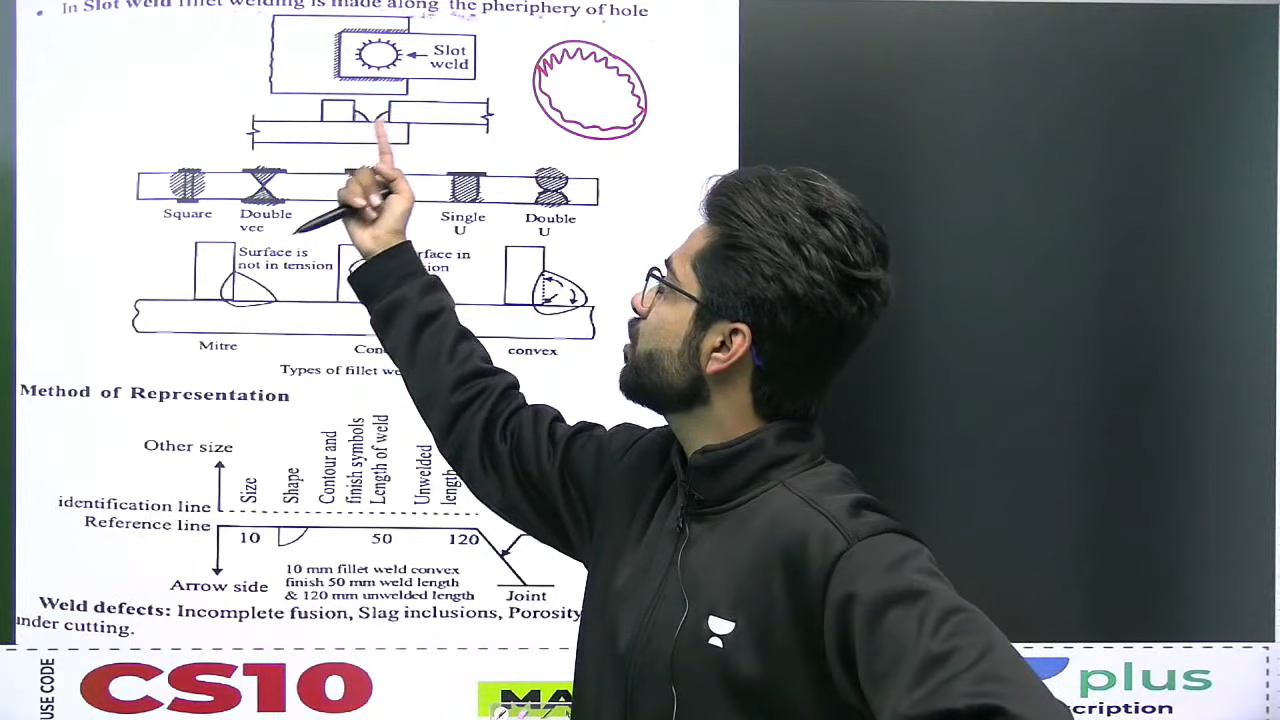 • In Slot Weld fillet welding is made along the pheriphery of hole
Slot
weld
Square
Double
vee
Single
U
Double
U
Surface is
not in tension
Mitre
convex
Types of fillet
Method of Representation
Other size
Size
Shape
Contour and
finish symbols
Length of weld
Unwelded
identification line
Reference line
10
50
120
Arrow side
10 mm fillet weld convex
finish 50 mm weld length
& 120 mm unwelded length
Joint
Weld defects: Incomplete fusion, Slag inclusions, Porosity
under cutting.
USE CODE
CS10
plus